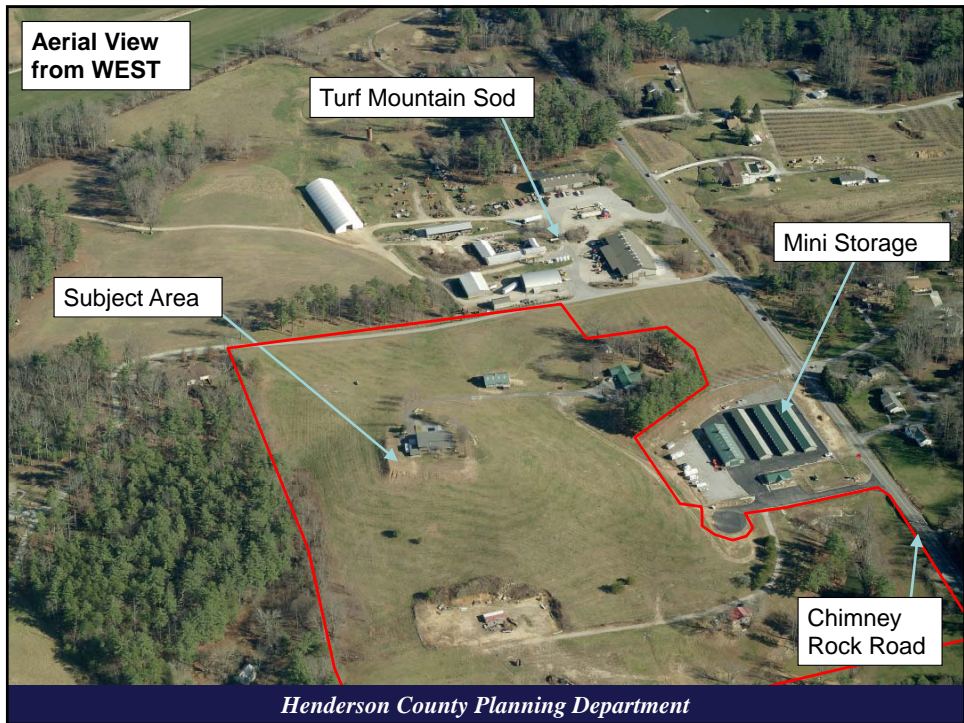 Aerial View
from WEST
Turf Mountain Sod
Mini Storage
Subject Area
Chimney
Rock Road
Henderson County Planning Department